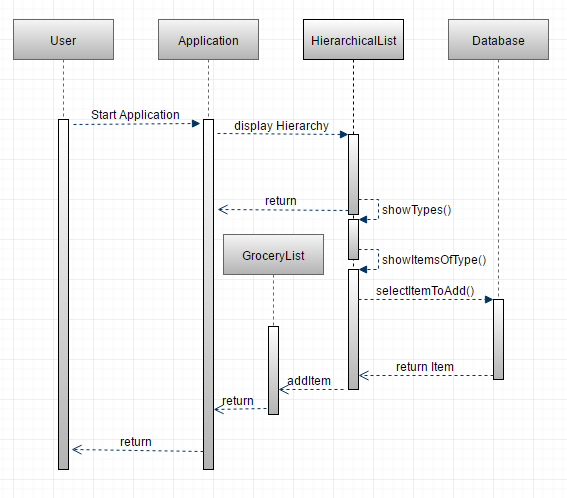 User
Application
HierarchicalList
Database
Start Application
display Hierarchy
return
showTypes()
GroceryList
showItemsOfType()
selectItemToAdd()
return Item
addItem
return
return